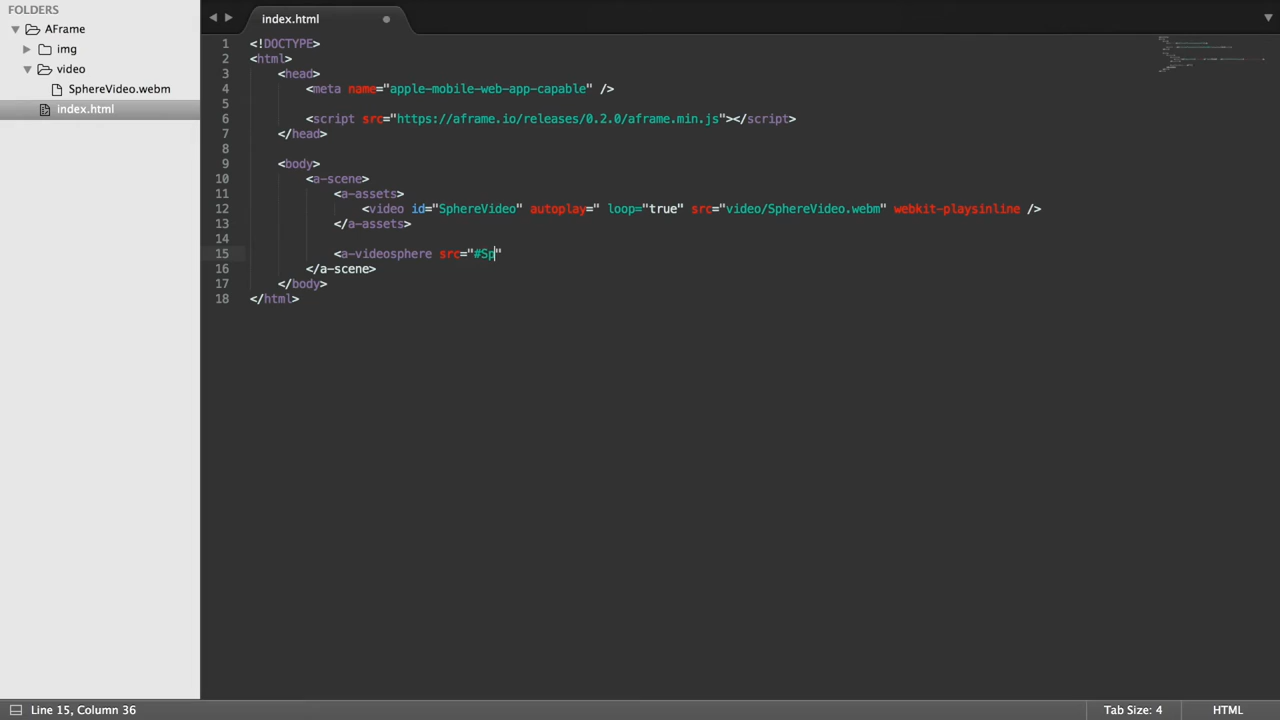 FOLDERS
AFrame
img
video
SphereVideo.webm
index.html
index.html
1 <!DOCTYPE>
2 <html>
3 <head>
4 <meta name="apple-mobile-web-app-capable" />
5
6 <script src="https://aframe.io/releases/0.2.0/aframe.min.js"></script>
7 </head>
8
9 <body>
10 <a-scene>
11 <a-assets>
12 <video id="SphereVideo" autoplay=" loop="true" src="video/SphereVideo.webm" webkit-playsinline />
13 </a-assets>
14
15 <a-videosphere src="#Sp"
16 </a-scene>
17 </body>
18 </html>
Line 15, Column 36
Tab Size: 4
HTML